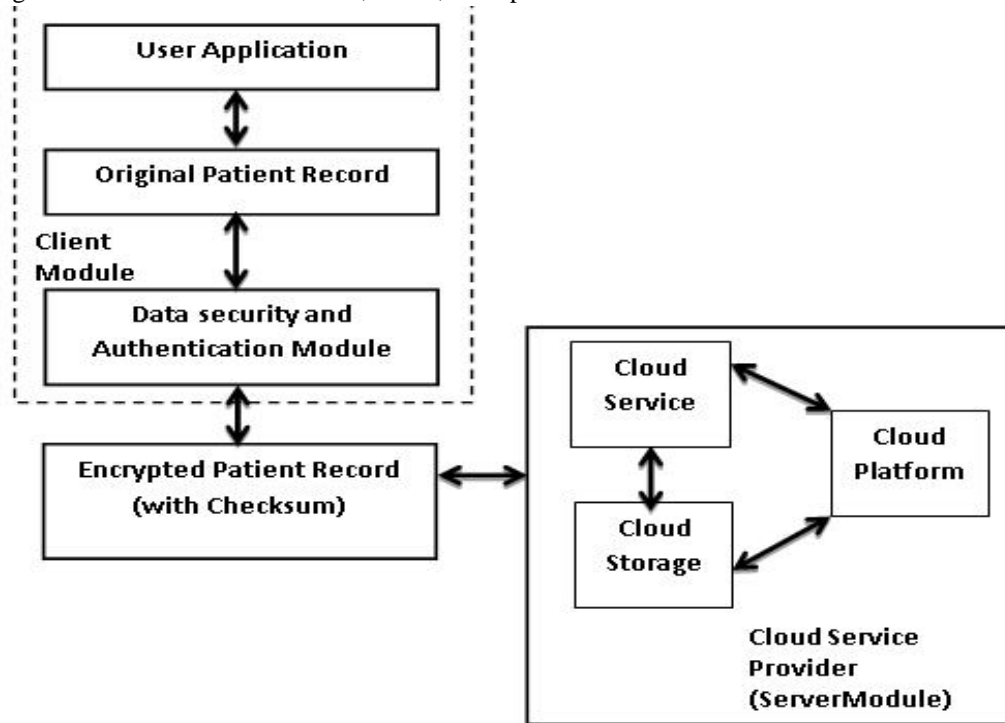 User Application
Original Patient Record
Client
Module
Data security and
Authentication Module
Encrypted Patient Record
(with Checksum)
Cloud
Service
Cloud
Platform
Cloud
Storage
Cloud Service
Provider
(ServerModule)